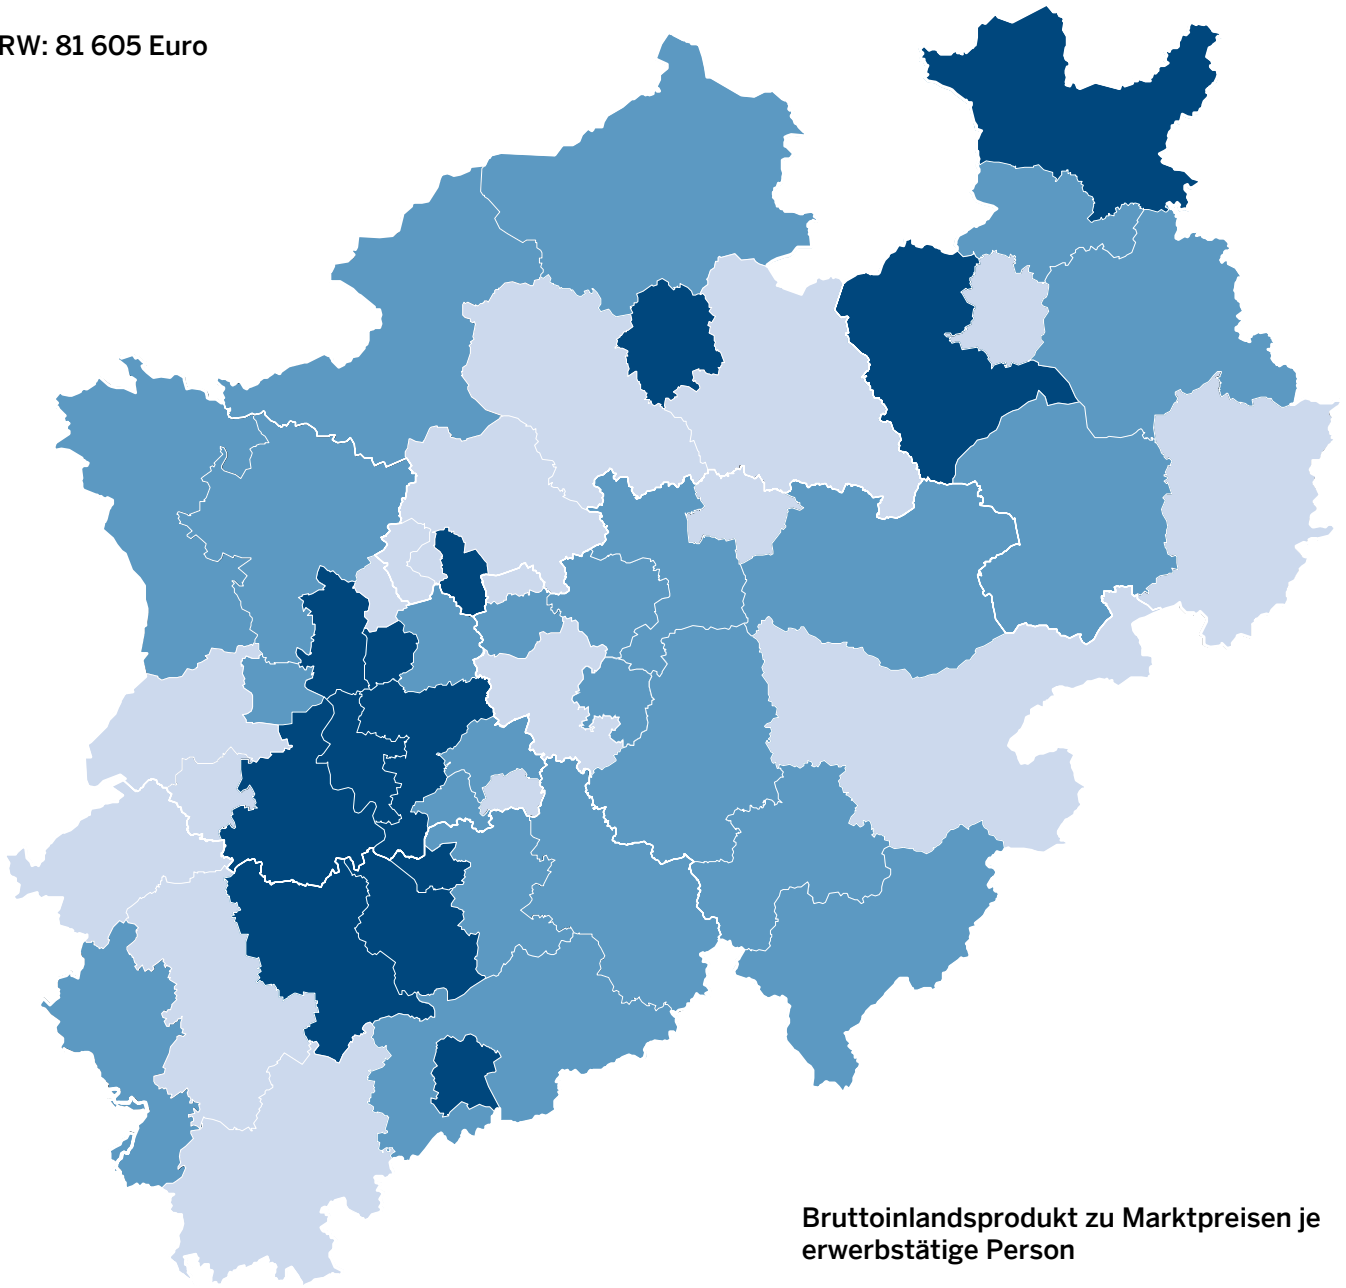 RW: 81 605 Euro
Bruttoinlandsprodukt zu Marktpreisen je
erwerbstätige Person